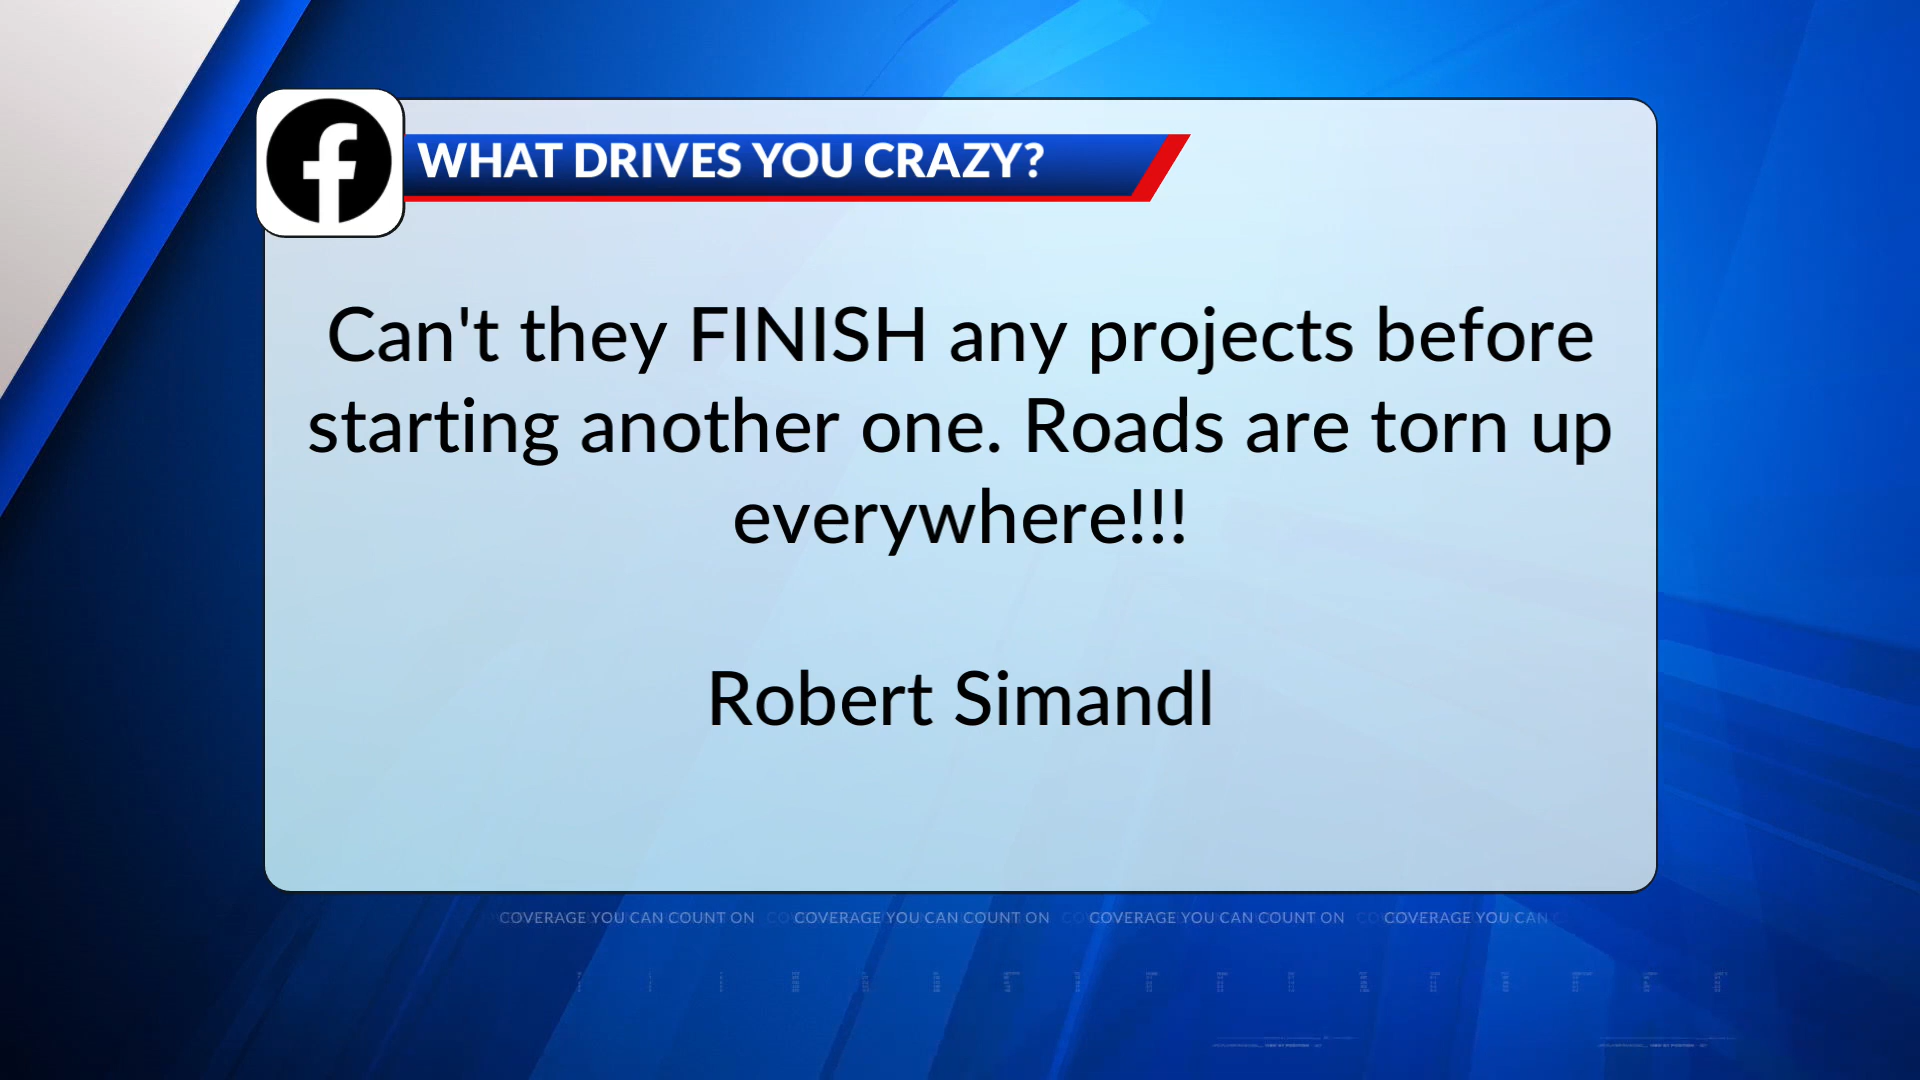 WHAT DRIVES YOU CRAZY?
Can't they FINISH any projects before
starting another one. Roads are torn up
everywhere!!!
Robert Simandl
COVERAGE YOU CAN COUNT ON COVERAGE YOU CAN COUNT ON COVERAGE YOU CAN COUNT ON COVERAGE YOU CAN